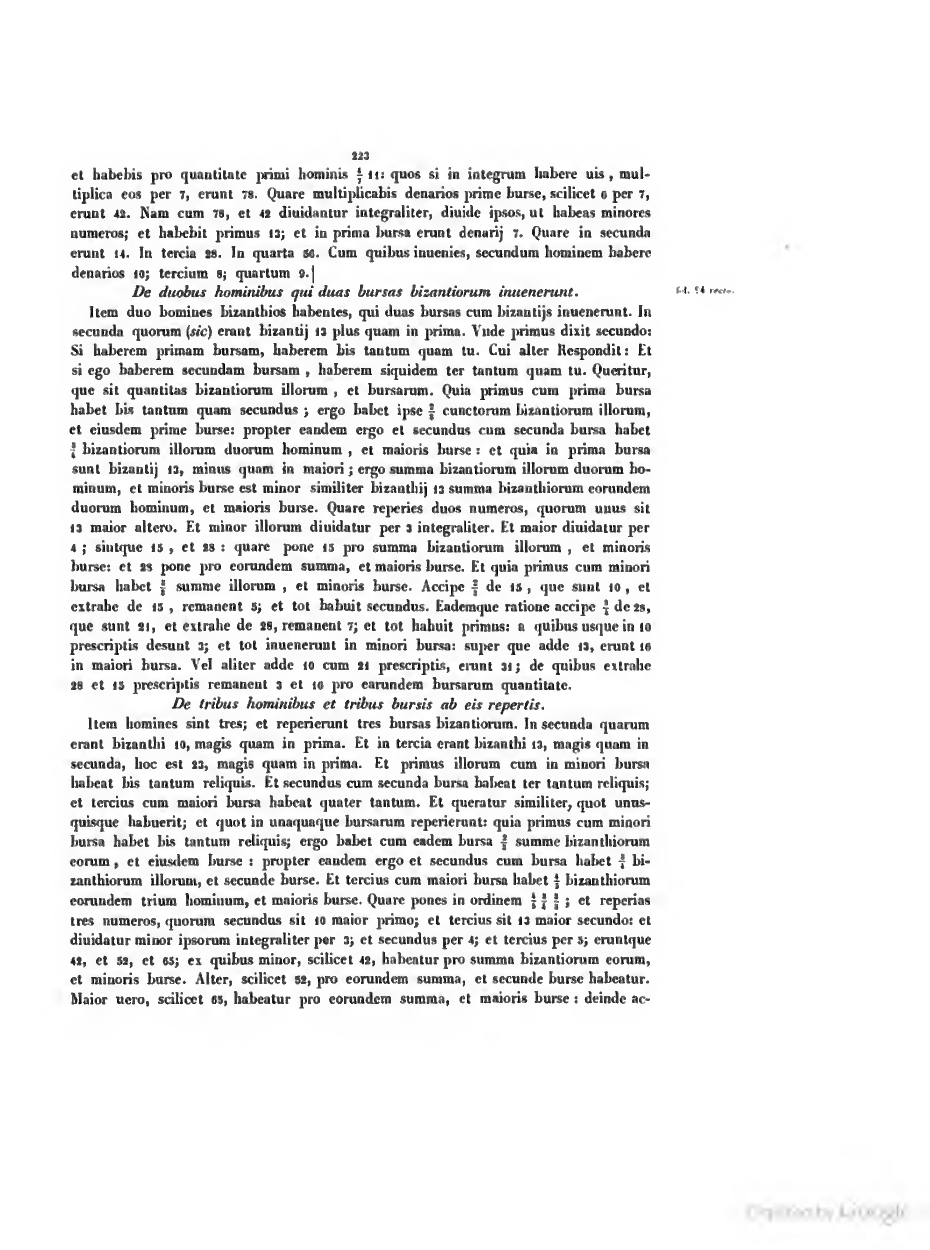 223
et habebis pro quantitate primi hominis 1/7 11: quos si in integrum habere uis , mul-
tiplica eos per 7, erunt 78. Quare multiplicabis denarios prime burse, scilicet 6 per 7,
erunt 42. Nam cum 78, et 42 diuidantur integraliter, diuide ipsos, ut habeas minores
numeros; et habebit primus 13; et in prima bursa erunt denarij 7. Quare in secunda
erunt 14. In tercia 28. In quarta 56. Cum quibus inuenies, secundum hominem habere
denarios 10; tercium 8; quartum 9.|
De duobus hominibus qui duas bursas bizantiorum inuenerunt.
fol. 94 recto.
Item duo homines bizanthios habentes, qui duas bursas cum bizantijs inuenerunt. In
secunda quorum (sic) erant bizantij 13 plus quam in prima. Vnde primus dixit secundo:
Si haberem primam bursam, haberem bis tantum quam tu. Cui alter Respondit: Et
si ego haberem secundam bursam , haberem siquidem ter tantum quam tu. Queritur,
que sit quantitas bizantiorum illorum , et bursarum. Quia primus cum prima bursa
habet bis tantum quam secundus ; ergo habet ipse 2/3 cunctorum bizantiorum illorum,
et eiusdem prime burse: propter eandem ergo et secundus cum secunda bursa habet
3/4 bizantiorum illorum duorum hominum , et maioris burse : et quia in prima bursa
sunt bizantij 13, minus quam in maiori ; ergo summa bizantiorum illorum duorum ho-
minum, et minoris burse est minor similiter bizanthij 13 summa bizanthiorum eorundem
duorum hominum, et maioris burse. Quare reperies duos numeros, quorum unus sit
13 maior altero. Et minor illorum diuidatur per 3 integraliter. Et maior diuidatur per
4 ; sintque 15 , et 28 : quare pone 15 pro summa bizantiorum illorum , et minoris
burse: et 28 pone pro eorundem summa, et maioris burse. Et quia primus cum minori
bursa habet 2/3 summe illorum , et minoris burse. Accipe 2/3 de 15 , que sunt 10 , et
extrahe de 15 , remanent 5; et tot habuit secundus. Eademque ratione accipe 3/4 de 28,
que sunt 21, et extrahe de 28, remanent 7; et tot habuit primus: a quibus usque in 10
prescriptis desunt 3; et tot inuenerunt in minori bursa: super que adde 13, erunt 16
in maiori bursa. Vel aliter adde 10 cum 21 prescriptis, erunt 31; de quibus extrahe
28 et 15 prescriptis remanent 3 et 16 pro earundem bursarum quantitate.
De tribus hominibus et tribus bursis ab eis repertis.
Item homines sint tres; et reperierunt tres bursas bizantiorum. In secunda quarum
erant bizanthi 10, magis quam in prima. Et in tercia erant bizanthi 13, magis quam in
secunda, hoc est 23, magis quam in prima. Et primus illorum cum in minori bursa
habeat bis tantum reliquis. Et secundus cum secunda bursa habeat ter tantum reliquis;
et tercius cum maiori bursa habeat quater tantum. Et queratur similiter, quot unus-
quisque habuerit; et quot in unaquaque bursarum reperierunt: quia primus cum minori
bursa habet bis tantum reliquis; ergo habet cum eadem bursa 2/3 summe bizanthiorum
eorum , et eiusdem burse : propter eandem ergo et secundus cum bursa habet 3/4 bi-
zanthiorum illorum, et secunde burse. Et tercius cum maiori bursa habet 4/5 bizanthiorum
eorundem trium hominum, et maioris burse. Quare pones in ordinem 4/5 3/4 2/3 ; et reperias
tres numeros, quorum secundus sit 10 maior primo; et tercius sit 13 maior secundo: et
diuidatur minor ipsorum integraliter per 3; et secundus per 4; et tercius per 5; eruntque
42, et 52, et 65; ex quibus minor, scilicet 42, habeatur pro summa bizantiorum eorum,
et minoris burse. Alter, scilicet 52, pro eorundem summa, et secunde burse habeatur.
Maior uero, scilicet 65, habeatur pro eorundem summa, et maioris burse : deinde ac-
Digitized by Google